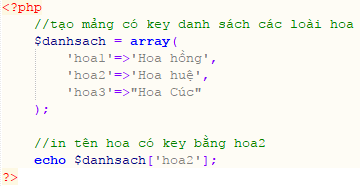 <?php
//tạo mảng có key danh sách các loài hoa
$danhsach = array(
'hoa1'=>'Hoa hồng',
'hoa2'=>'Hoa huệ',
'hoa3'=>"Hoa Cúc"
);
//in tên hoa có key bằng hoa2
echo $danhsach['hoa2'];
?>